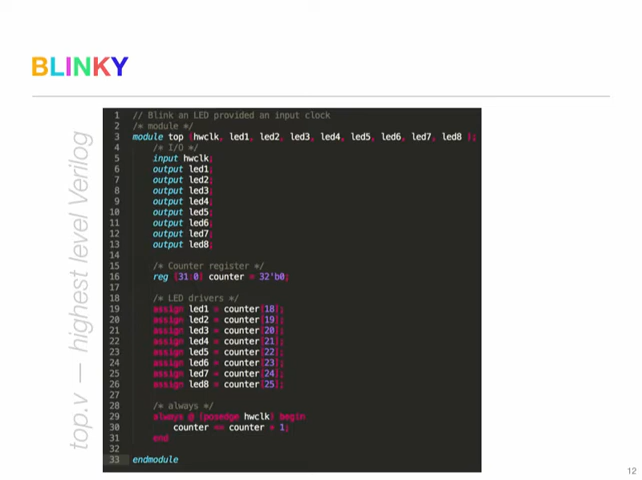 BLINKY
top.v — highest level Verilog
1 // Blink an LED provided an input clock
2 /* module */
3 module top (hwclk, led1, led2, led3, led4, led5, led6, led7, led8 );
4 /* I/O */
5 input hwclk;
6 output led1;
7 output led2;
8 output led3;
9 output led4;
10 output led5;
11 output led6;
12 output led7;
13 output led8;
14
15 /* Counter register */
16 reg [31:0] counter = 32'b0;
17
18 /* LED drivers */
19 assign led1 = counter[18];
20 assign led2 = counter[19];
21 assign led3 = counter[20];
22 assign led4 = counter[21];
23 assign led5 = counter[22];
24 assign led6 = counter[23];
25 assign led7 = counter[24];
26 assign led8 = counter[25];
27
28 /* always */
29 always @ (posedge hwclk) begin
30 counter <= counter + 1;
31 end
32
33 endmodule
12